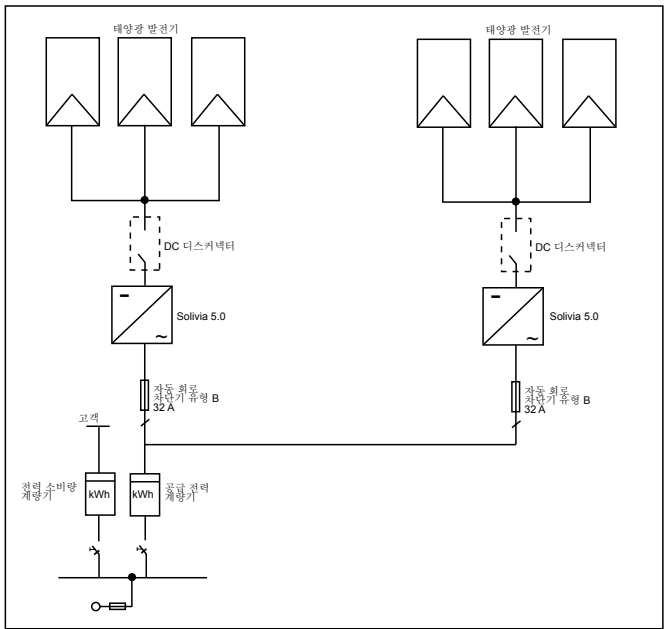 태양광 발전기
태양광 발전기
DC 디스커넥터
DC 디스커넥터
Solivia 5.0
Solivia 5.0
자동 회로
차단기 유형 B
32 A
자동 회로
차단기 유형 B
32 A
고객
전력 소비량
계량기
kWh
kWh
공급 전력
계량기